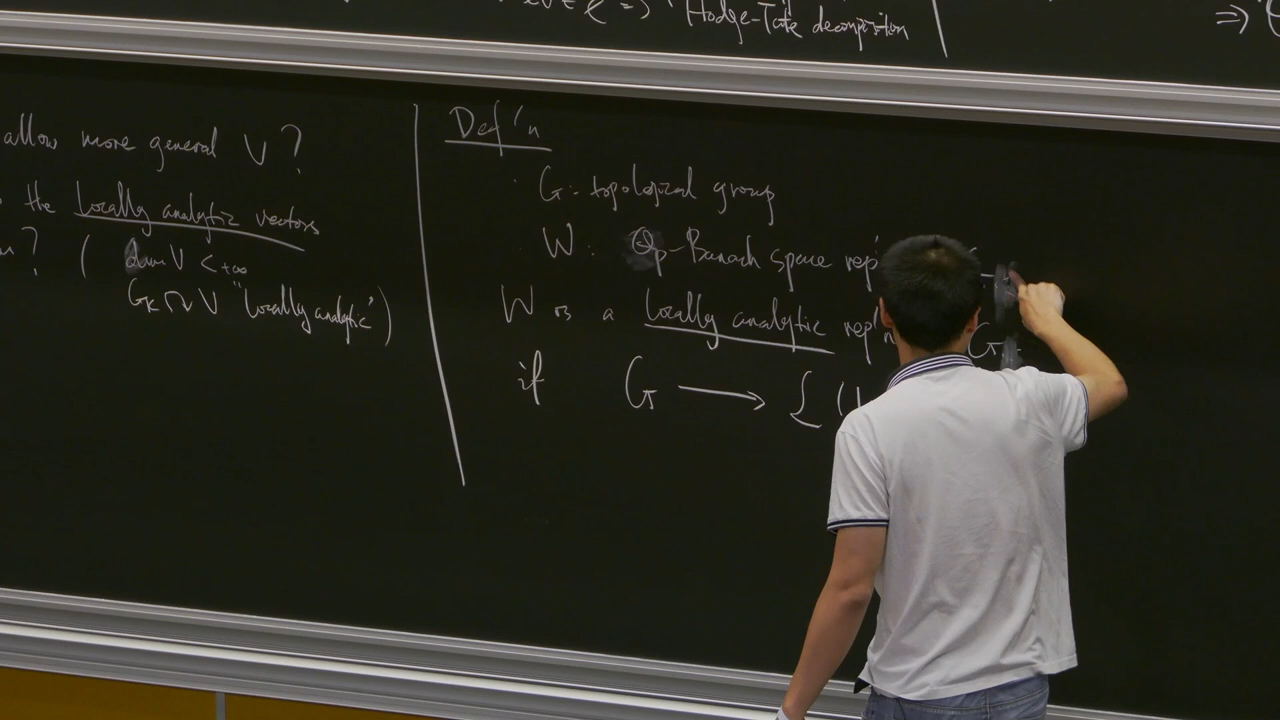 Hodge-Tate decomposition
⇒
allow more general V?
the locally analytic vectors
? ( dim V < +∞
G_K ↷ V "locally analytic")
Def'n
G: topological group
W: Q_p-Banach space rep'
W is a locally analytic rep'n G
if G ⟶ L (